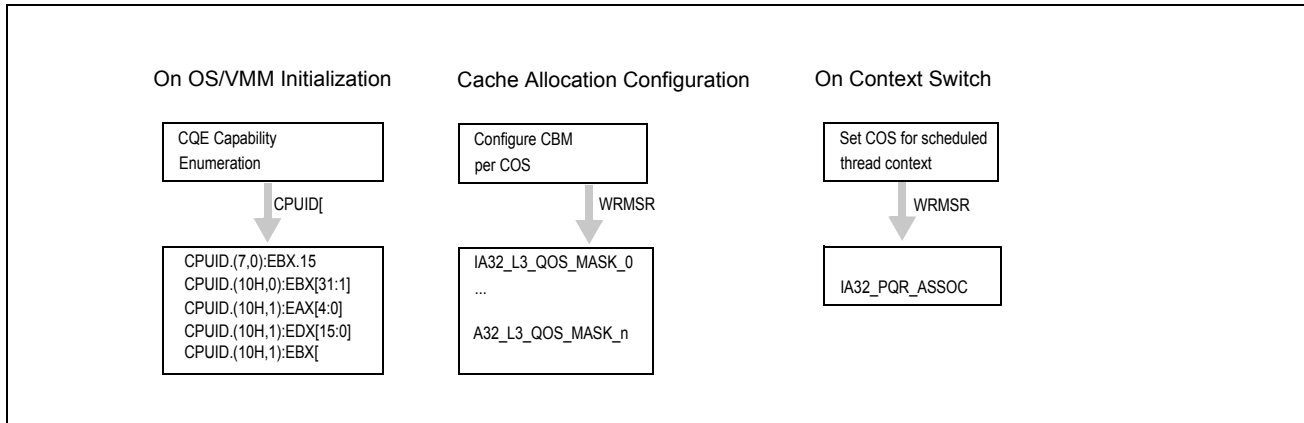 On OS/VMM Initialization
CQE Capability
Enumeration
CPUID[
CPUID.(7,0):EBX.15
CPUID.(10H,0):EBX[31:1]
CPUID.(10H,1):EAX[4:0]
CPUID.(10H,1):EDX[15:0]
CPUID.(10H,1):EBX[
Cache Allocation Configuration
Configure CBM
per COS
WRMSR
IA32_L3_QOS_MASK_0
...
A32_L3_QOS_MASK_n
On Context Switch
Set COS for scheduled
thread context
WRMSR
IA32_PQR_ASSOC